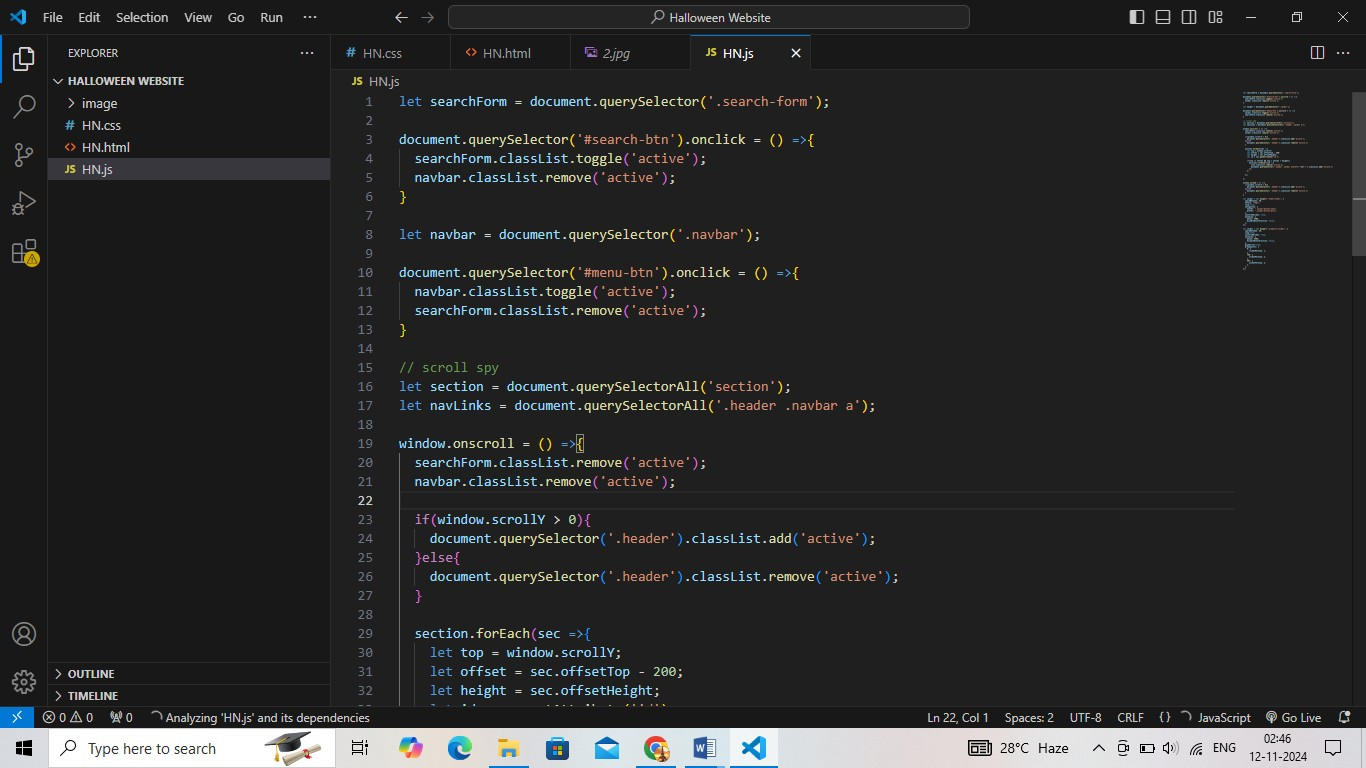 File Edit Selection View Go Run ···
Halloween Website
EXPLORER ···
HALLOWEEN WEBSITE
image
# HN.css
<> HN.html
JS HN.js
OUTLINE
TIMELINE
# HN.css <> HN.html 2.jpg JS HN.js
JS HN.js
1 let searchForm = document.querySelector('.search-form');
2
3 document.querySelector('#search-btn').onclick = () =>{
4 searchForm.classList.toggle('active');
5 navbar.classList.remove('active');
6 }
7
8 let navbar = document.querySelector('.navbar');
9
10 document.querySelector('#menu-btn').onclick = () =>{
11 navbar.classList.toggle('active');
12 searchForm.classList.remove('active');
13 }
14
15 // scroll spy
16 let section = document.querySelectorAll('section');
17 let navLinks = document.querySelectorAll('.header .navbar a');
18
19 window.onscroll = () =>{
20 searchForm.classList.remove('active');
21 navbar.classList.remove('active');
22
23 if(window.scrollY > 0){
24 document.querySelector('.header').classList.add('active');
25 }else{
26 document.querySelector('.header').classList.remove('active');
27 }
28
29 section.forEach(sec =>{
30 let top = window.scrollY;
31 let offset = sec.offsetTop - 200;
32 let height = sec.offsetHeight;
0 0 0 Analyzing 'HN.js' and its dependencies Ln 22, Col 1 Spaces: 2 UTF-8 CRLF {} JavaScript Go Live
Type here to search 28°C Haze ENG 02:46
12-11-2024